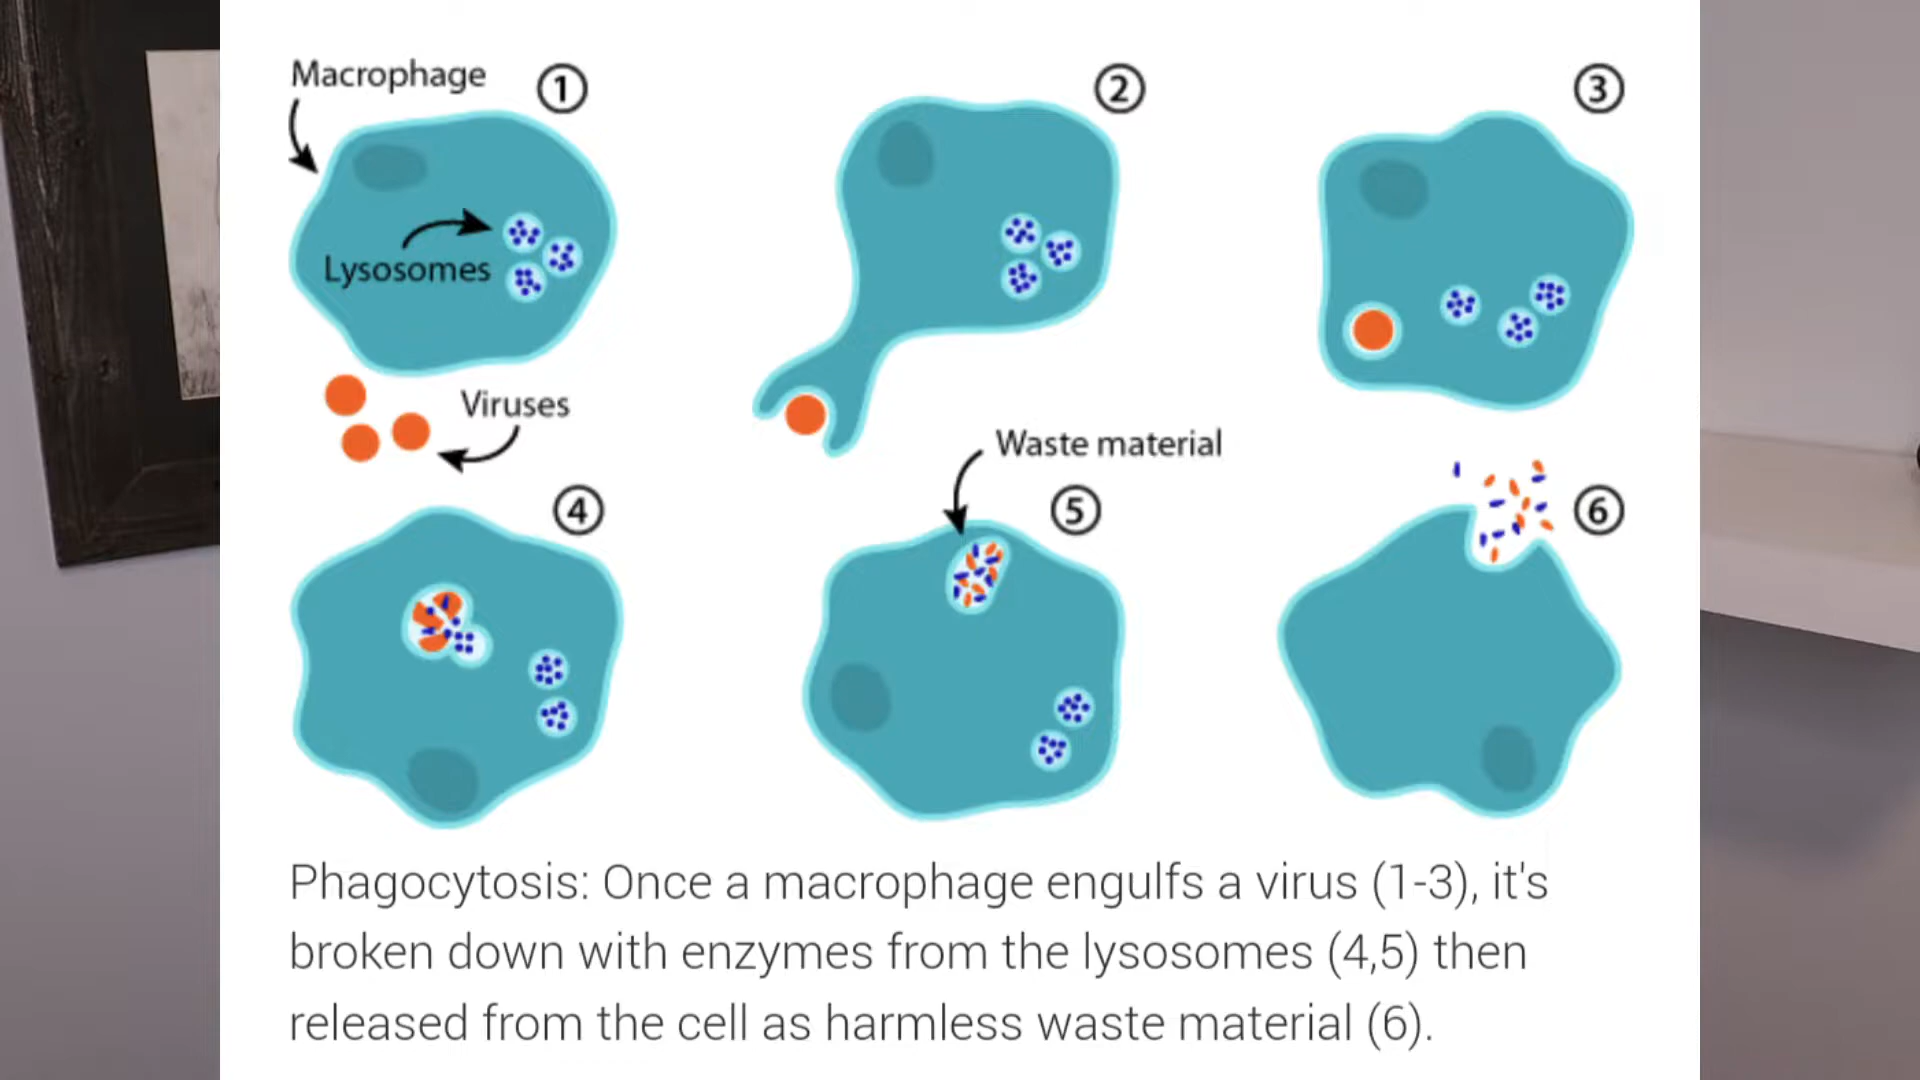 Macrophage
①
②
③
Lysosomes
Viruses
Waste material
④
⑤
⑥
Phagocytosis: Once a macrophage engulfs a virus (1-3), it's
broken down with enzymes from the lysosomes (4,5) then
released from the cell as harmless waste material (6).